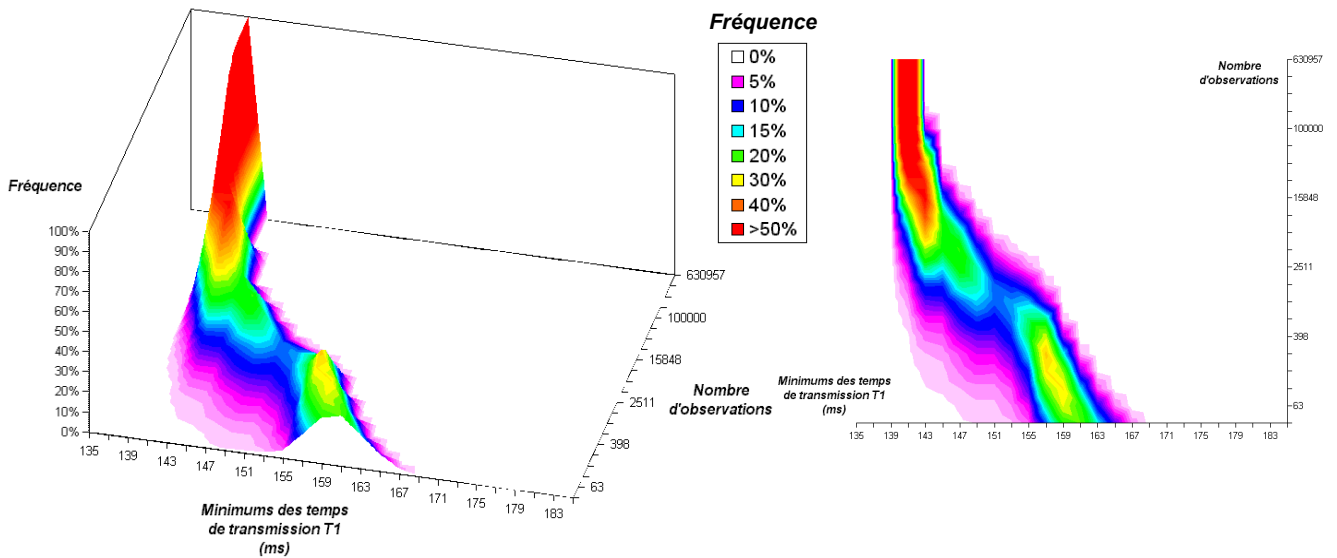 Fréquence
100%
90%
80%
70%
60%
50%
40%
30%
20%
10%
0%
135 139 143 147 151 155 159 163 167 171 175 179 183
Minimums des temps
de transmission T1
(ms)
630957
100000
15848
2511
398
63
Nombre
d'observations
Fréquence
0%
5%
10%
15%
20%
30%
40%
>50%
Nombre
d'observations
630957
100000
15848
2511
398
63
Minimums des temps
de transmission T1
(ms)
135 139 143 147 151 155 159 163 167 171 175 179 183